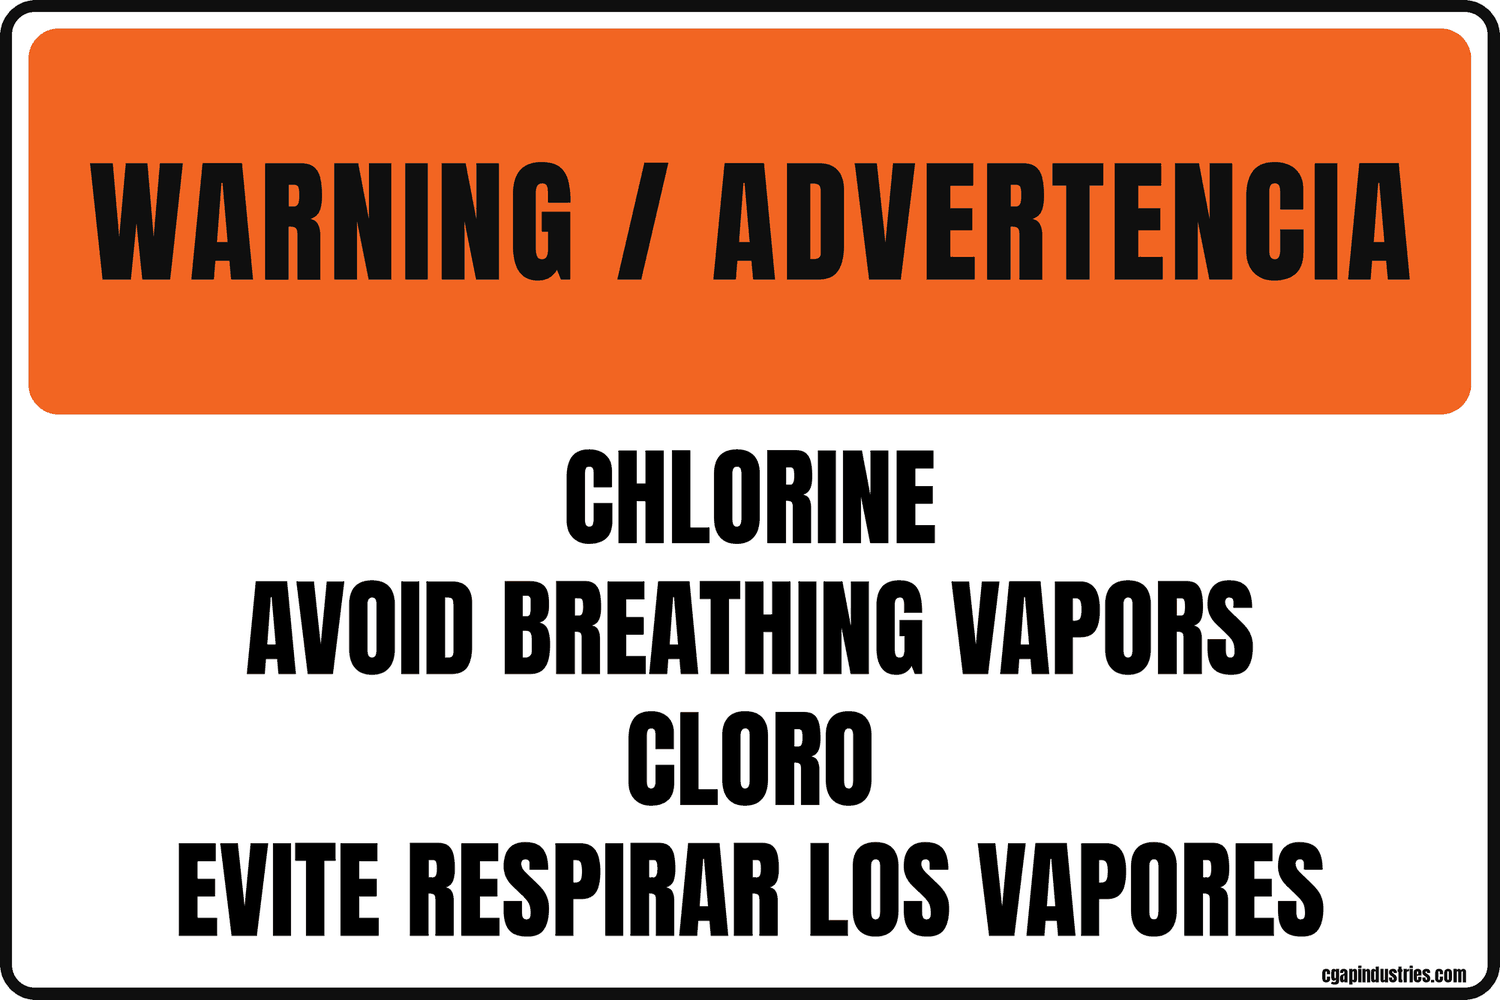 WARNING / ADVERTENCIA
CHLORINE
AVOID BREATHING VAPORS
CLORO
EVITE RESPIRAR LOS VAPORES
cgapindustries.com